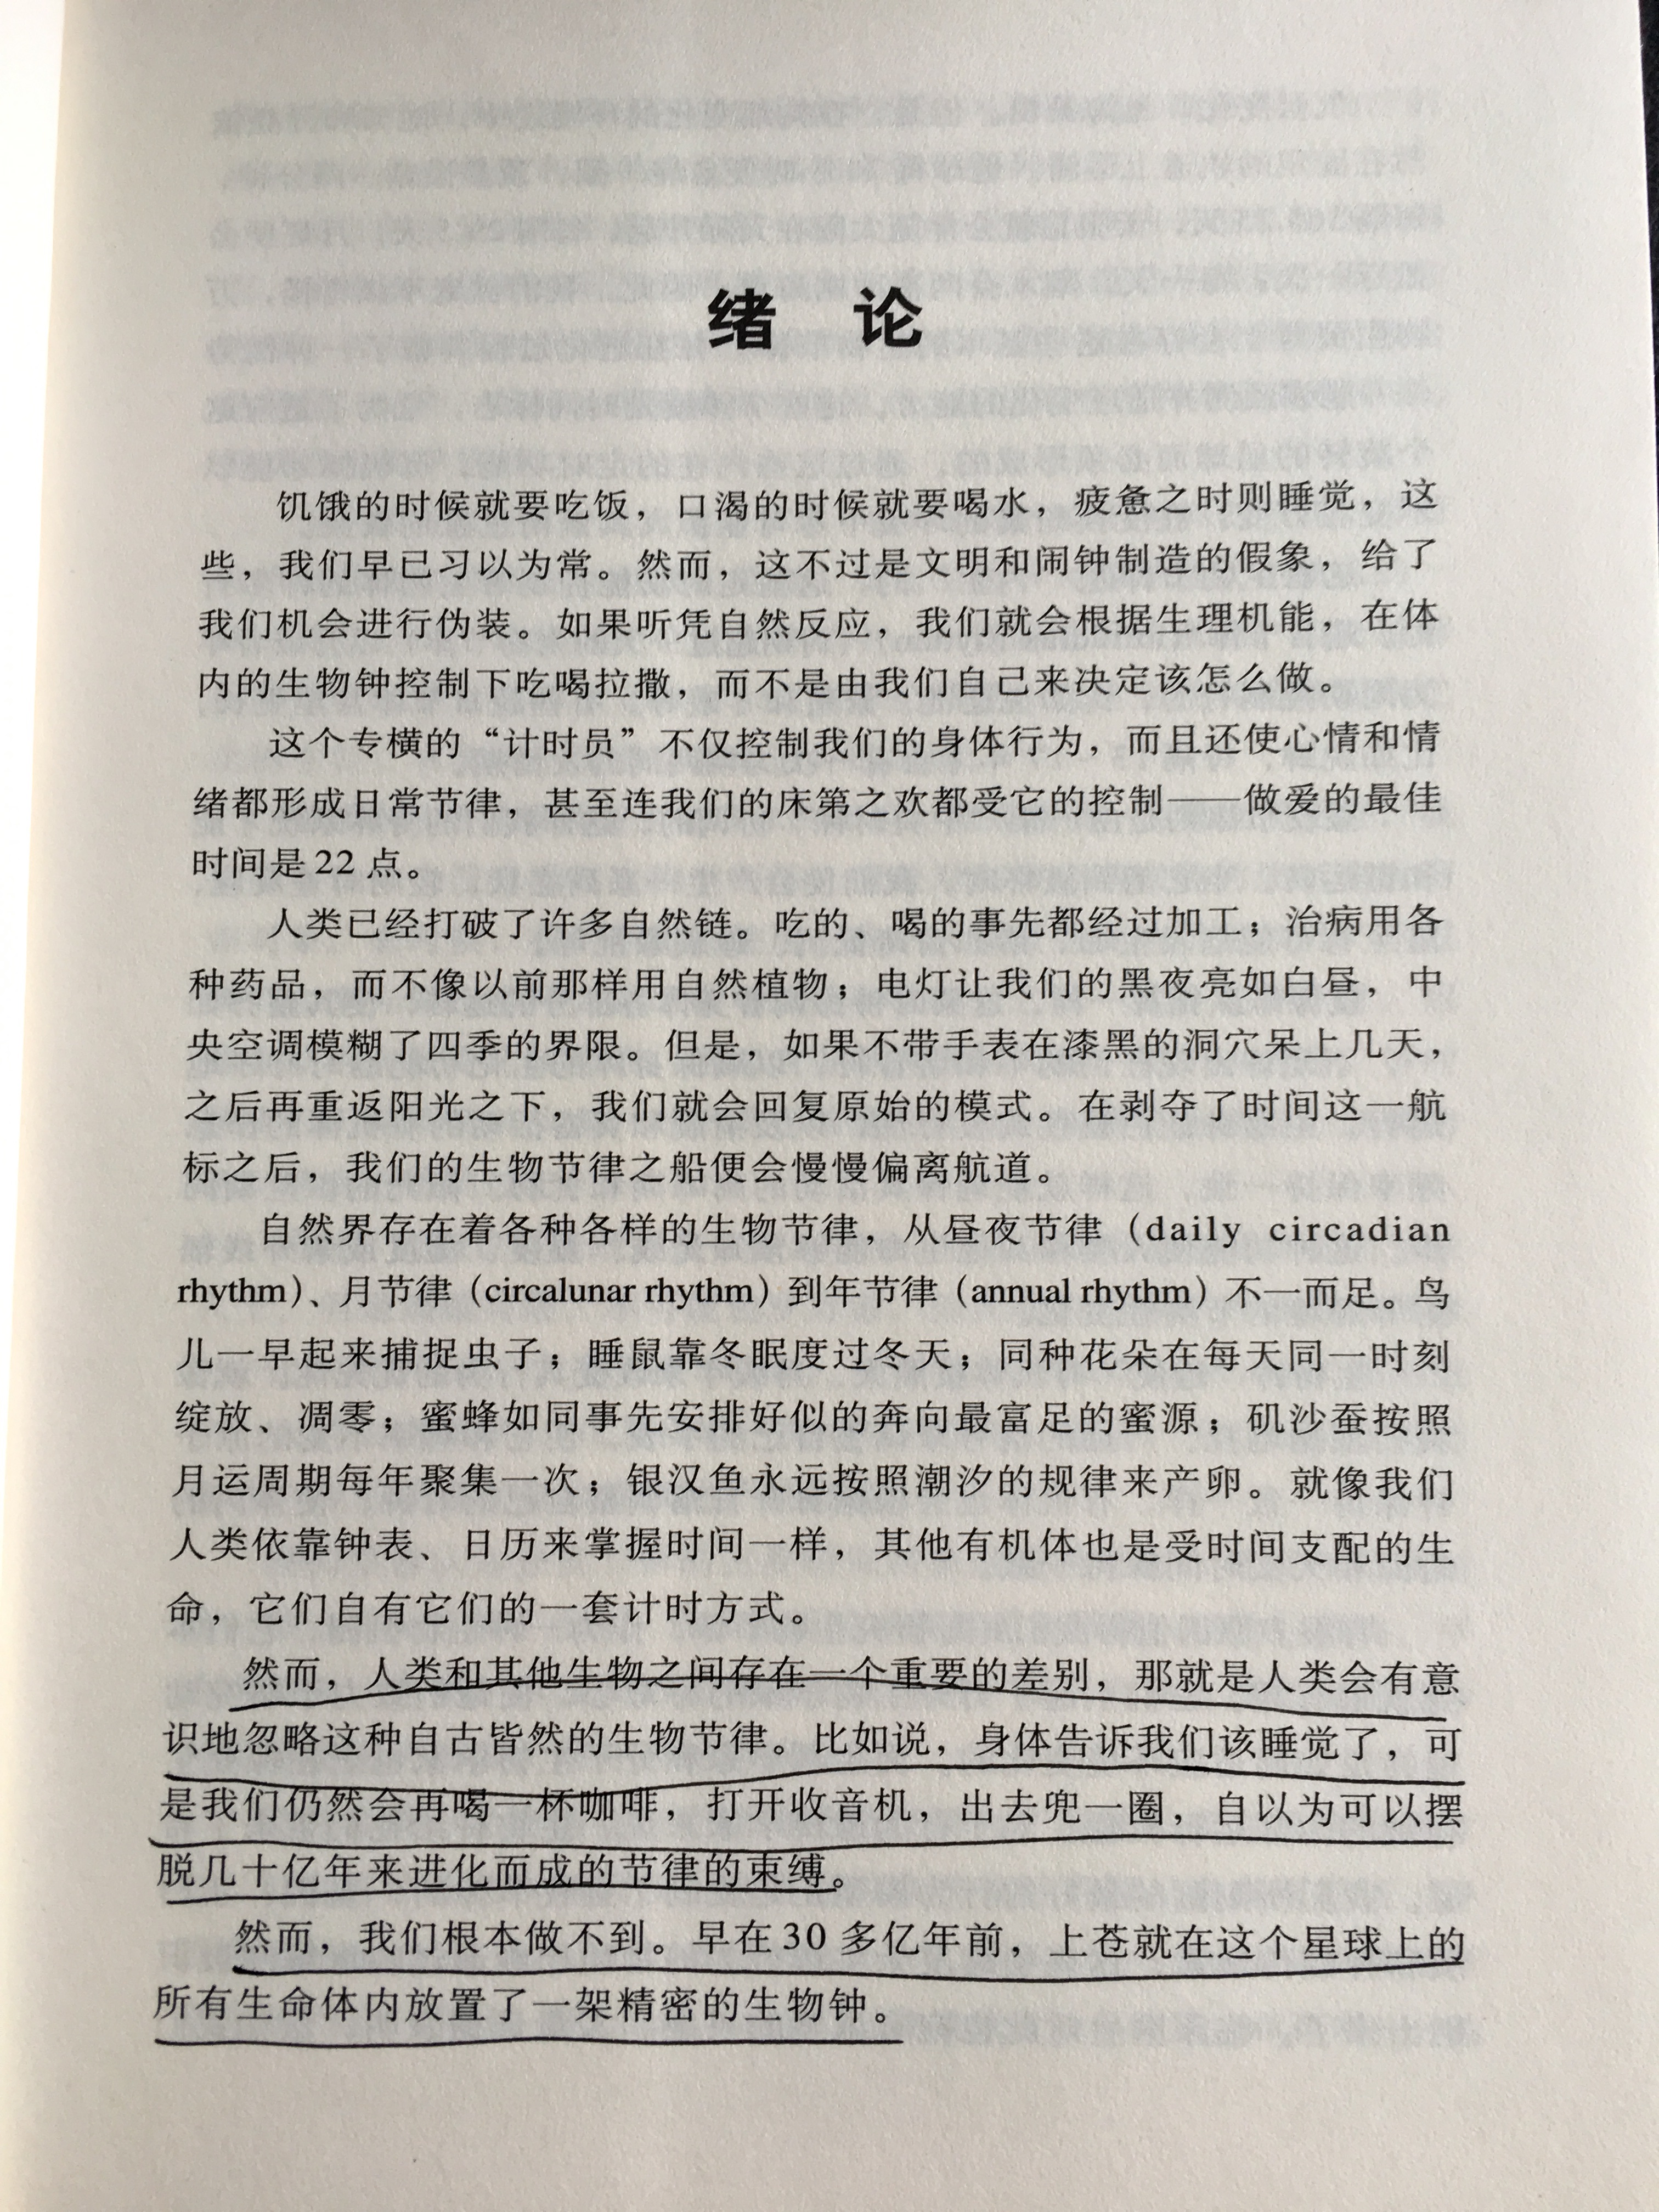 绪 论
饥饿的时候就要吃饭，口渴的时候就要喝水，疲惫之时则睡觉，这
些，我们早已习以为常。然而，这不过是文明和闹钟制造的假象，给了
我们机会进行伪装。如果听凭自然反应，我们就会根据生理机能，在体
内的生物钟控制下吃喝拉撒，而不是由我们自己来决定该怎么做。
这个专横的“计时员”不仅控制我们的身体行为，而且还使心情和情
绪都形成日常节律，甚至连我们的床第之欢都受它的控制——做爱的最佳
时间是22点。
人类已经打破了许多自然链。吃的、喝的事先都经过加工；治病用各
种药品，而不像以前那样用自然植物；电灯让我们的黑夜亮如白昼，中
央空调模糊了四季的界限。但是，如果不带手表在漆黑的洞穴呆上几天，
之后再重返阳光之下，我们就会回复原始的模式。在剥夺了时间这一航
标之后，我们的生物节律之船便会慢慢偏离航道。
自然界存在着各种各样的生物节律，从昼夜节律（daily circadian
rhythm）、月节律（circalunar rhythm）到年节律（annual rhythm）不一而足。鸟
儿一早起来捕捉虫子；睡鼠靠冬眠度过冬天；同种花朵在每天同一时刻
绽放、凋零；蜜蜂如同事先安排好似的奔向最富足的蜜源；矶沙蚕按照
月运周期每年聚集一次；银汉鱼永远按照潮汐的规律来产卵。就像我们
人类依靠钟表、日历来掌握时间一样，其他有机体也是受时间支配的生
命，它们自有它们的一套计时方式。
然而，人类和其他生物之间存在一个重要的差别，那就是人类会有意
识地忽略这种自古皆然的生物节律。比如说，身体告诉我们该睡觉了，可
是我们仍然会再喝一杯咖啡，打开收音机，出去兜一圈，自以为可以摆
脱几十亿年来进化而成的节律的束缚。
然而，我们根本做不到。早在30多亿年前，上苍就在这个星球上的
所有生命体内放置了一架精密的生物钟。